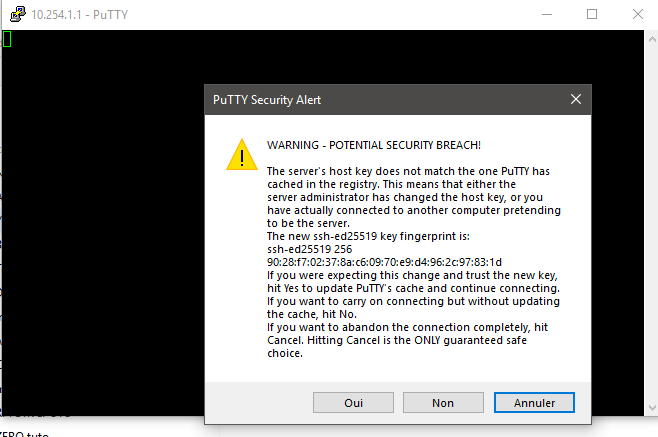 10.254.1.1 - PuTTY
PuTTY Security Alert
WARNING - POTENTIAL SECURITY BREACH!
The server's host key does not match the one PuTTY has
cached in the registry. This means that either the
server administrator has changed the host key, or you
have actually connected to another computer pretending
to be the server.
The new ssh-ed25519 key fingerprint is:
ssh-ed25519 256
90:28:f7:02:37:8a:c6:09:70:e9:d4:96:2c:97:83:1d
If you were expecting this change and trust the new key,
hit Yes to update PuTTY's cache and continue connecting.
If you want to carry on connecting but without updating
the cache, hit No.
If you want to abandon the connection completely, hit
Cancel. Hitting Cancel is the ONLY guaranteed safe
choice.
Oui
Non
Annuler